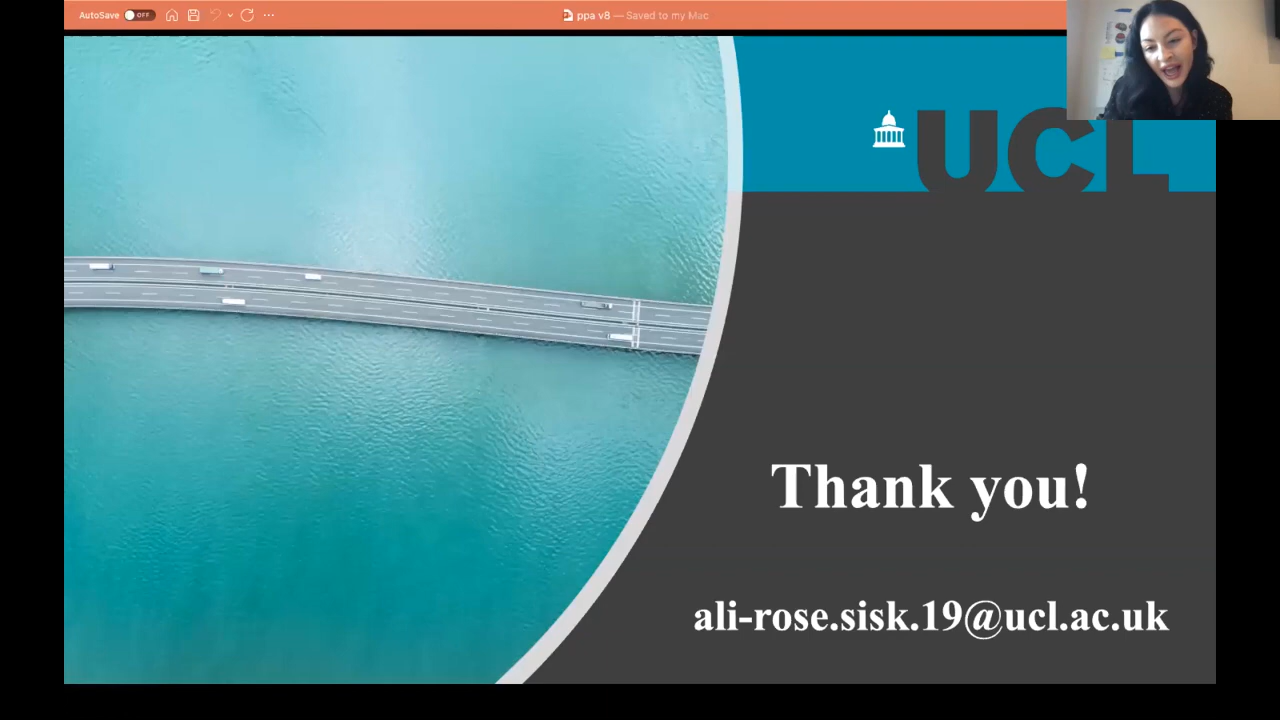 AutoSave OFF
ppa v8 — Saved to my Mac
UCL
Thank you!
ali-rose.sisk.19@ucl.ac.uk